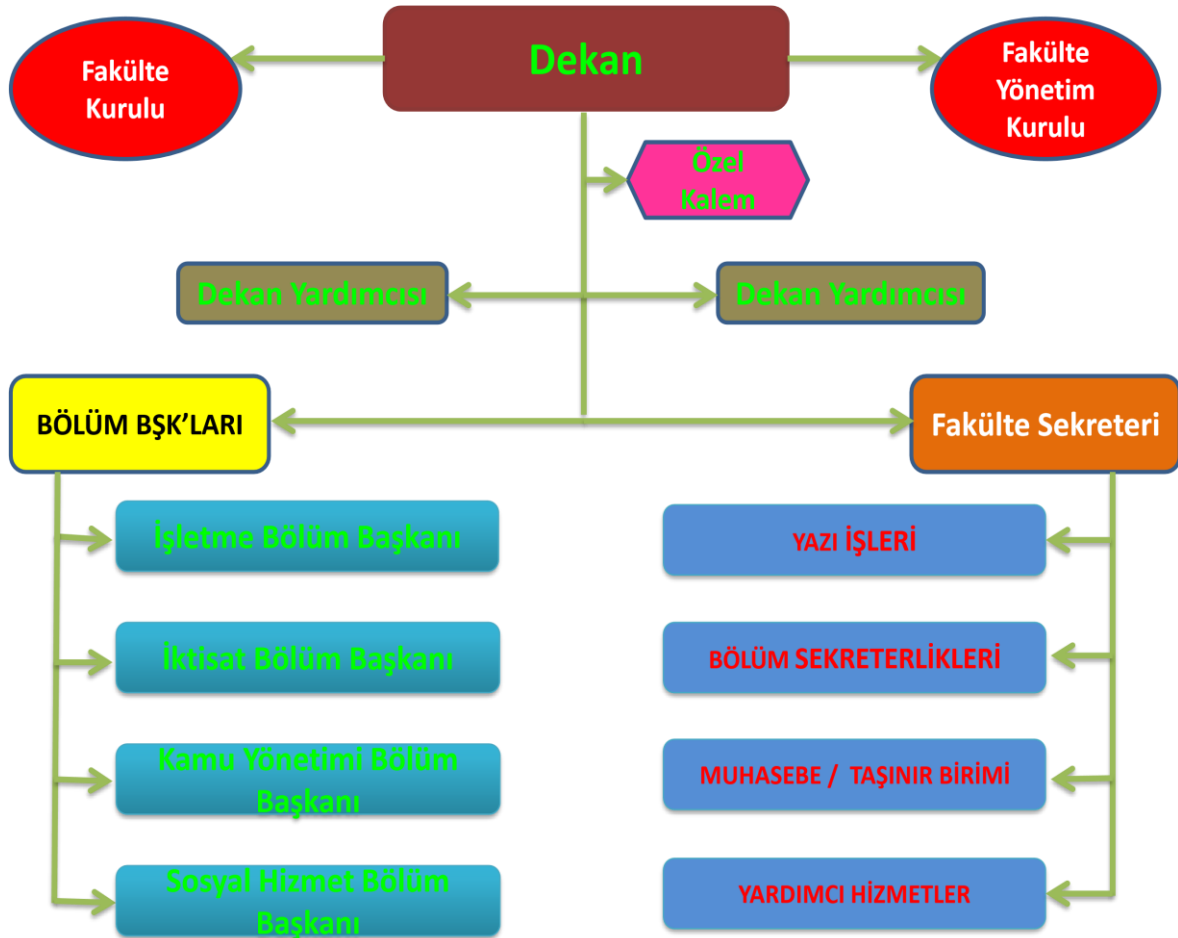 Dekan
Fakülte
Kurulu
Fakülte
Yönetim
Kurulu
Özel
Kalem
Dekan Yardımcısı
Dekan Yardımcısı
BÖLÜM BŞK’LARI
Fakülte Sekreteri
İşletme Bölüm Başkanı
YAZI İŞLERİ
İktisat Bölüm Başkanı
BÖLÜM SEKRETERLİKLERİ
Kamu Yönetimi Bölüm
Başkanı
MUHASEBE / TAŞINIR BİRİMİ
Sosyal Hizmet Bölüm
Başkanı
YARDIMCI HİZMETLER